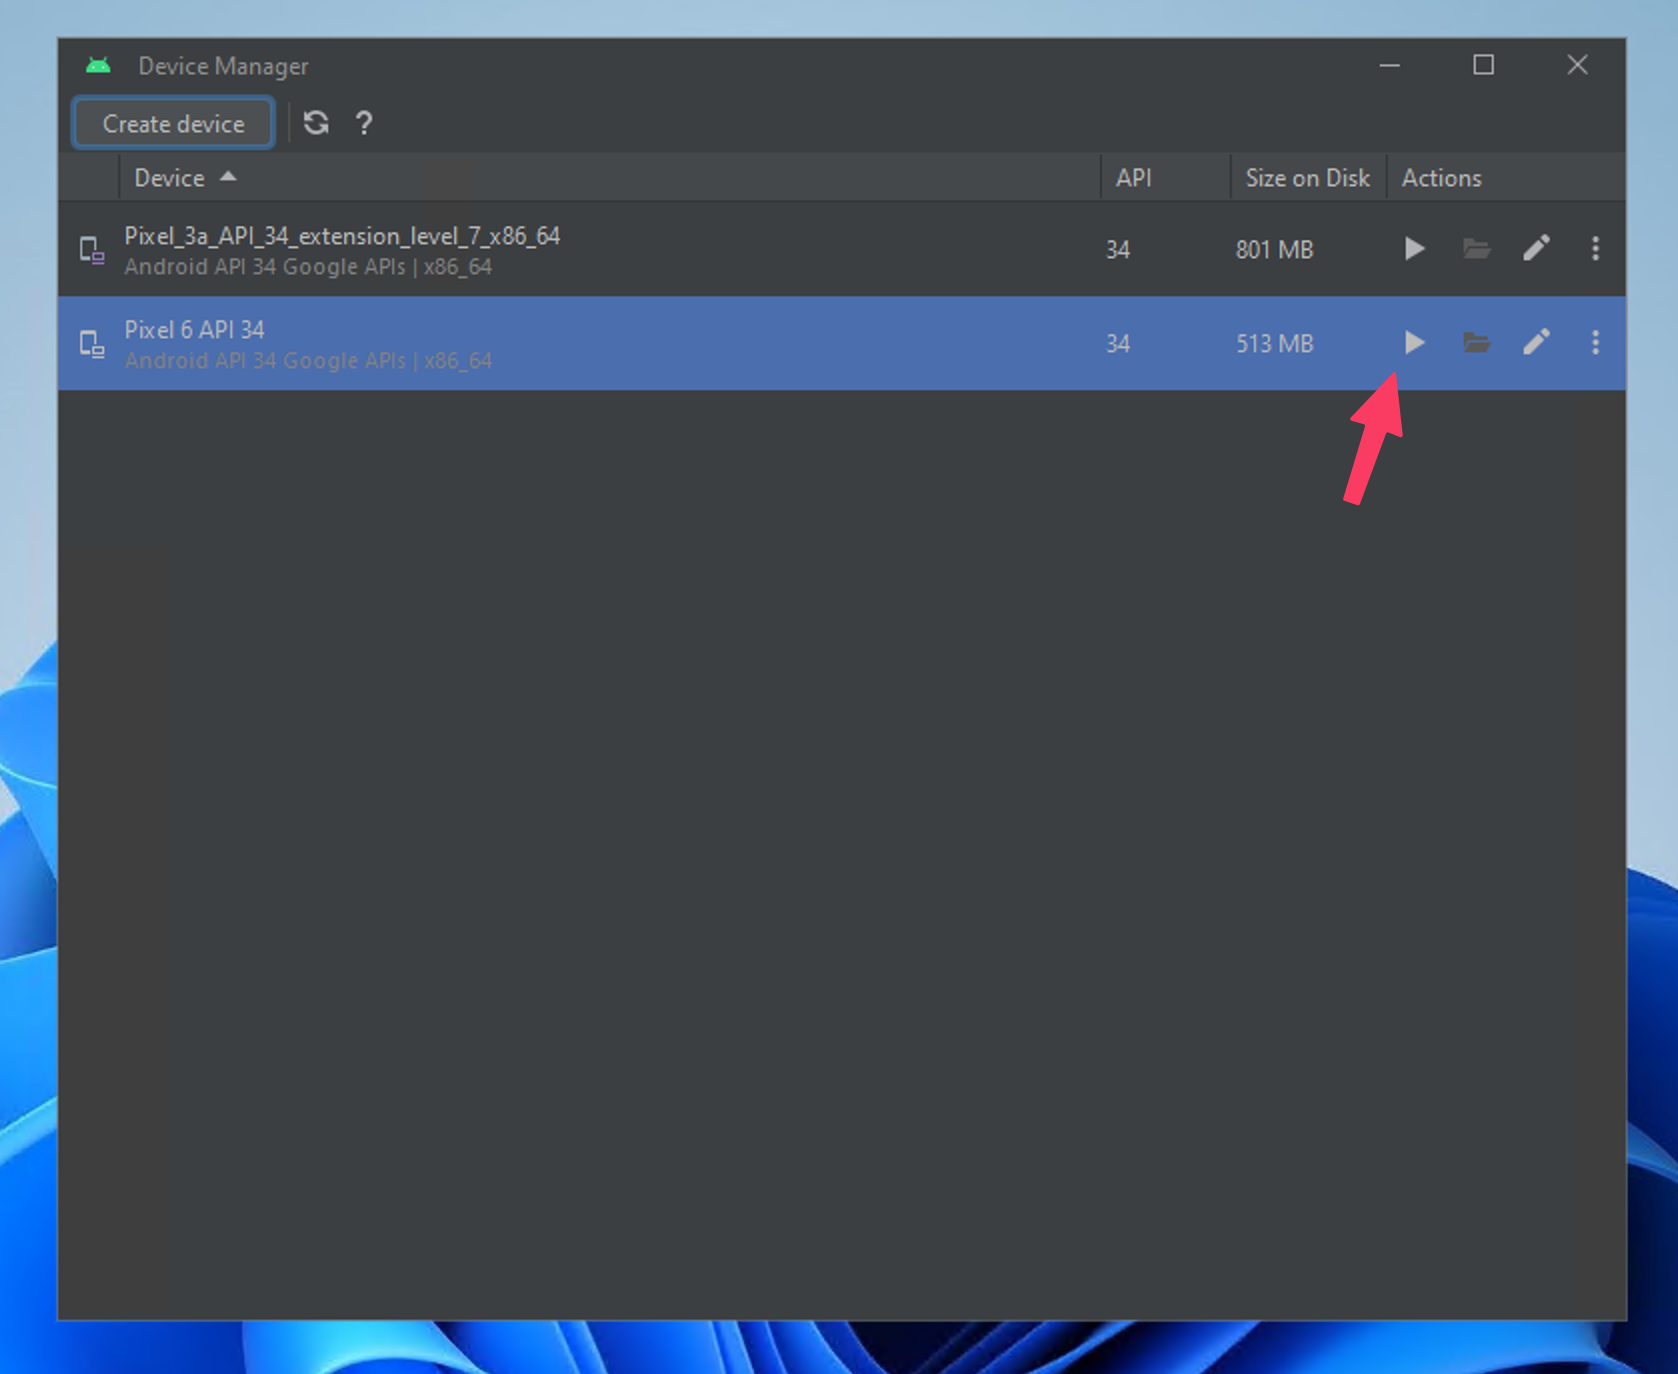 Device Manager
Create device ?
Device API Size on Disk Actions
Pixel_3a_API_34_extension_level_7_x86_64
Android API 34 Google APIs | x86_64
34 801 MB
Pixel 6 API 34
Android API 34 Google APIs | x86_64
34 513 MB